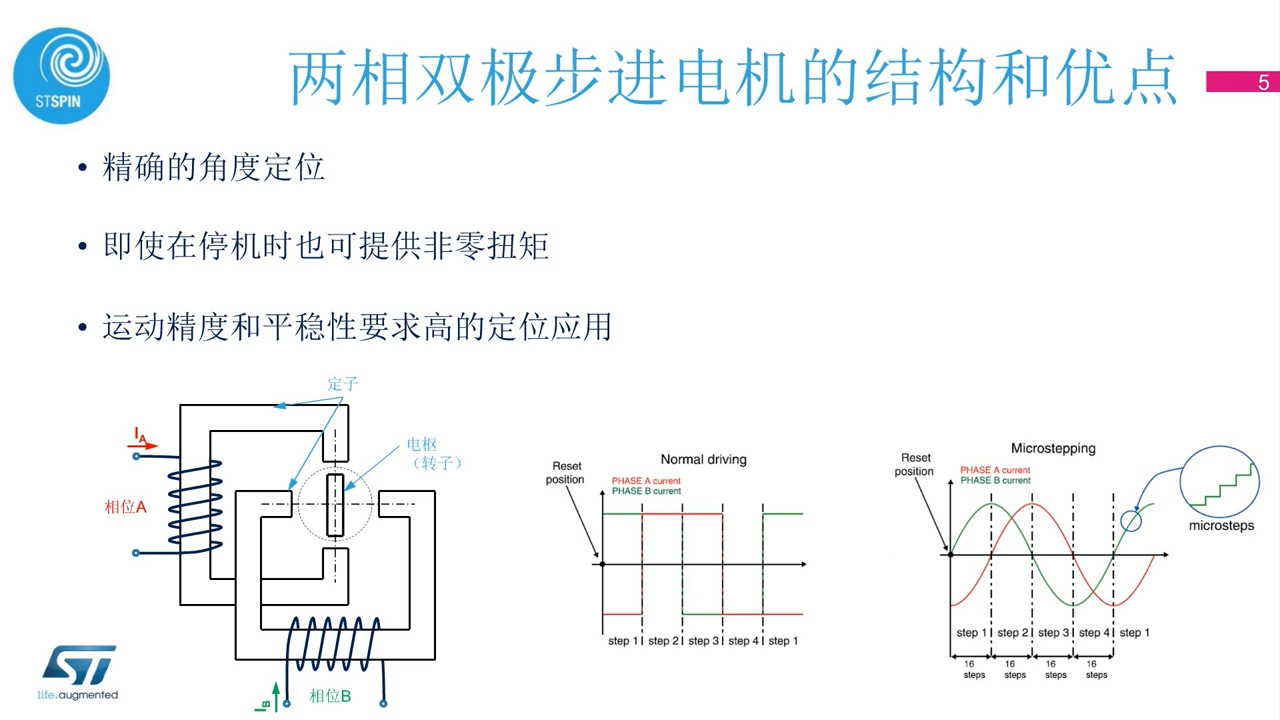 STSPIN
两相双极步进电机的结构和优点
5
• 精确的角度定位
• 即使在停机时也可提供非零扭矩
• 运动精度和平稳性要求高的定位应用
定子
IA
电枢
（转子）
相位A
相位B
IB
Normal driving
Reset
position
PHASE A current
PHASE B current
step 1 step 2 step 3 step 4 step 1
Microstepping
Reset
position
PHASE A current
PHASE B current
microsteps
step 1 step 2 step 3 step 4 step 1
16 16 16 16
steps steps steps steps
ST
life.augmented